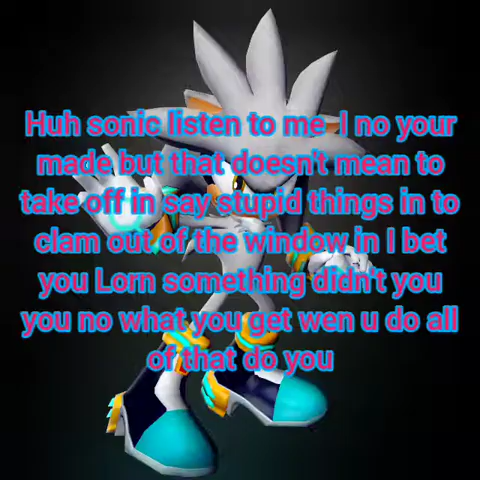 Huh sonic listen to me I no your
made but that doesn't mean to
take off in say stupid things in to
clam out of the window in I bet
you Lorn something didn't you
you no what you get wen u do all
of that do you